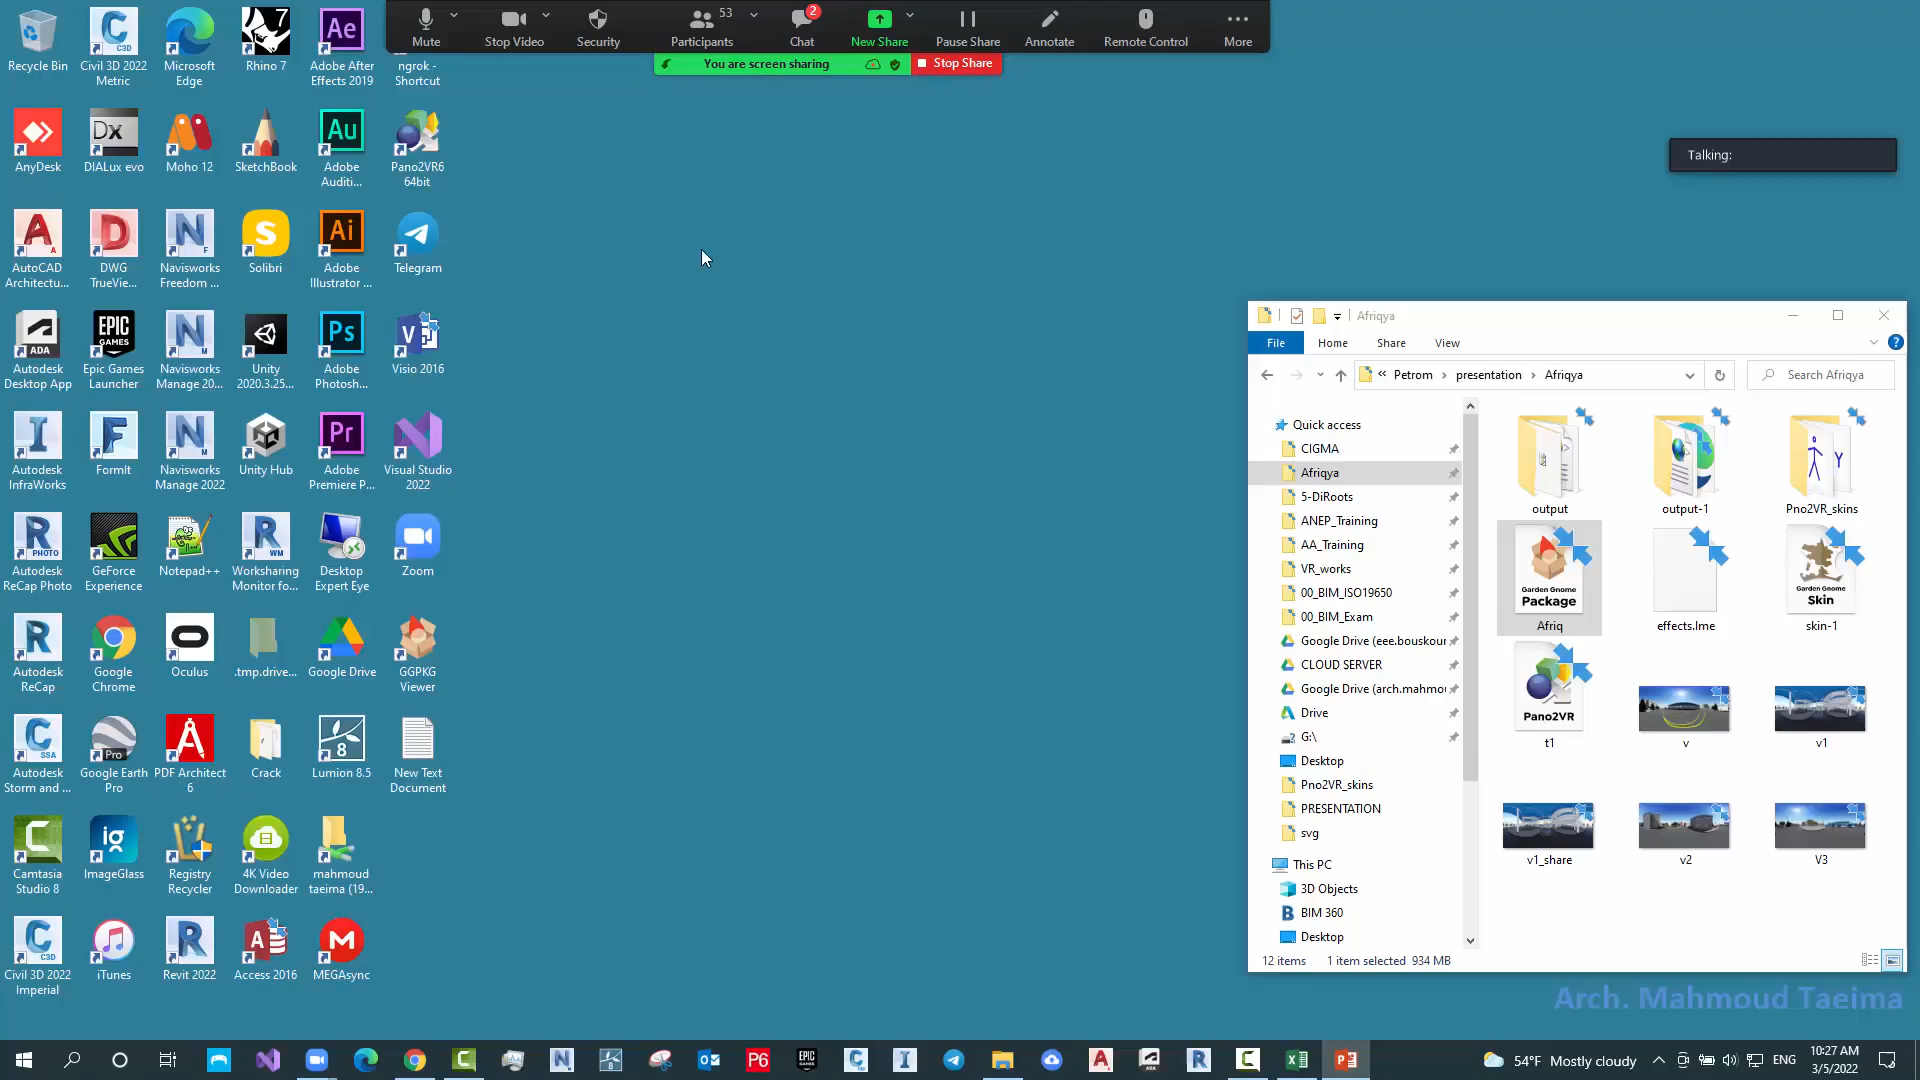 Mute
Stop Video
Security
Participants
53
Chat
2
New Share
Pause Share
Annotate
Remote Control
More
You are screen sharing
Stop Share
Talking:
Recycle Bin
Civil 3D 2022
Metric
Microsoft
Edge
Rhino 7
Adobe After
Effects 2019
ngrok -
Shortcut
AnyDesk
DIALux evo
Moho 12
SketchBook
Adobe
Auditi...
Pano2VR6
64bit
AutoCAD
Architectu...
DWG
TrueVie...
Navisworks
Freedom ...
Solibri
Adobe
Illustrator ...
Telegram
Autodesk
Desktop App
Epic Games
Launcher
Navisworks
Manage 20...
Unity
2020.3.25...
Adobe
Photosh...
Visio 2016
Autodesk
InfraWorks
FormIt
Navisworks
Manage 2022
Unity Hub
Adobe
Premiere P...
Visual Studio
2022
Autodesk
ReCap Photo
GeForce
Experience
Notepad++
Worksharing
Monitor fo...
Desktop
Expert Eye
Zoom
Autodesk
ReCap
Google
Chrome
Oculus
.tmp.drive...
Google Drive
GGPKG
Viewer
Autodesk
Storm and ...
Google Earth
Pro
PDF Architect
6
Crack
Lumion 8.5
New Text
Document
Camtasia
Studio 8
ImageGlass
Registry
Recycler
4K Video
Downloader
mahmoud
taeima (19...
Civil 3D 2022
Imperial
iTunes
Revit 2022
Access 2016
MEGAsync
Afriqya
File
Home
Share
View
« Petrom › presentation › Afriqya
Search Afriqya
Quick access
CIGMA
Afriqya
5-DiRoots
ANEP_Training
AA_Training
VR_works
00_BIM_ISO19650
00_BIM_Exam
Google Drive (eee.bouskour
CLOUD SERVER
Google Drive (arch.mahmou
Drive
G:\
Desktop
Pno2VR_skins
PRESENTATION
svg
This PC
3D Objects
BIM 360
Desktop
output
output-1
Pno2VR_skins
Garden Gnome
Package
Afriq
effects.lme
Garden Gnome
Skin
skin-1
Pano2VR
t1
v
v1
v1_share
v2
V3
12 items
1 item selected 934 MB
Arch. Mahmoud Taeima
54°F Mostly cloudy
ENG
10:27 AM
3/5/2022